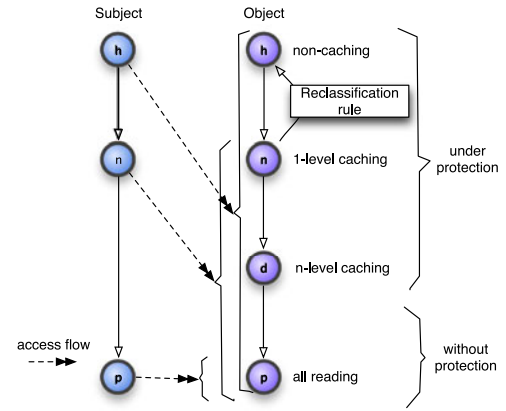 Subject Object
h h non-caching
Reclassification
rule
n n 1-level caching
under
protection
d n-level caching
without
protection
access flow
p p all reading